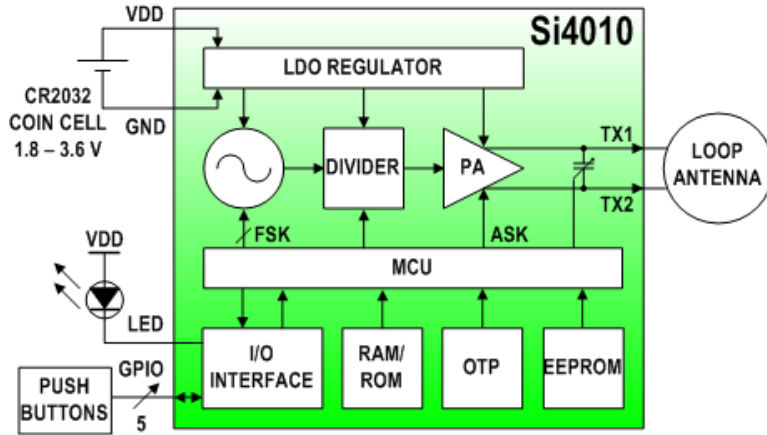 VDD
Si4010
LDO REGULATOR
CR2032
COIN CELL
1.8 – 3.6 V
GND
TX1
DIVIDER
PA
LOOP
ANTENNA
TX2
FSK
ASK
VDD
MCU
LED
I/O
INTERFACE
RAM/
ROM
OTP
EEPROM
GPIO
PUSH
BUTTONS
5